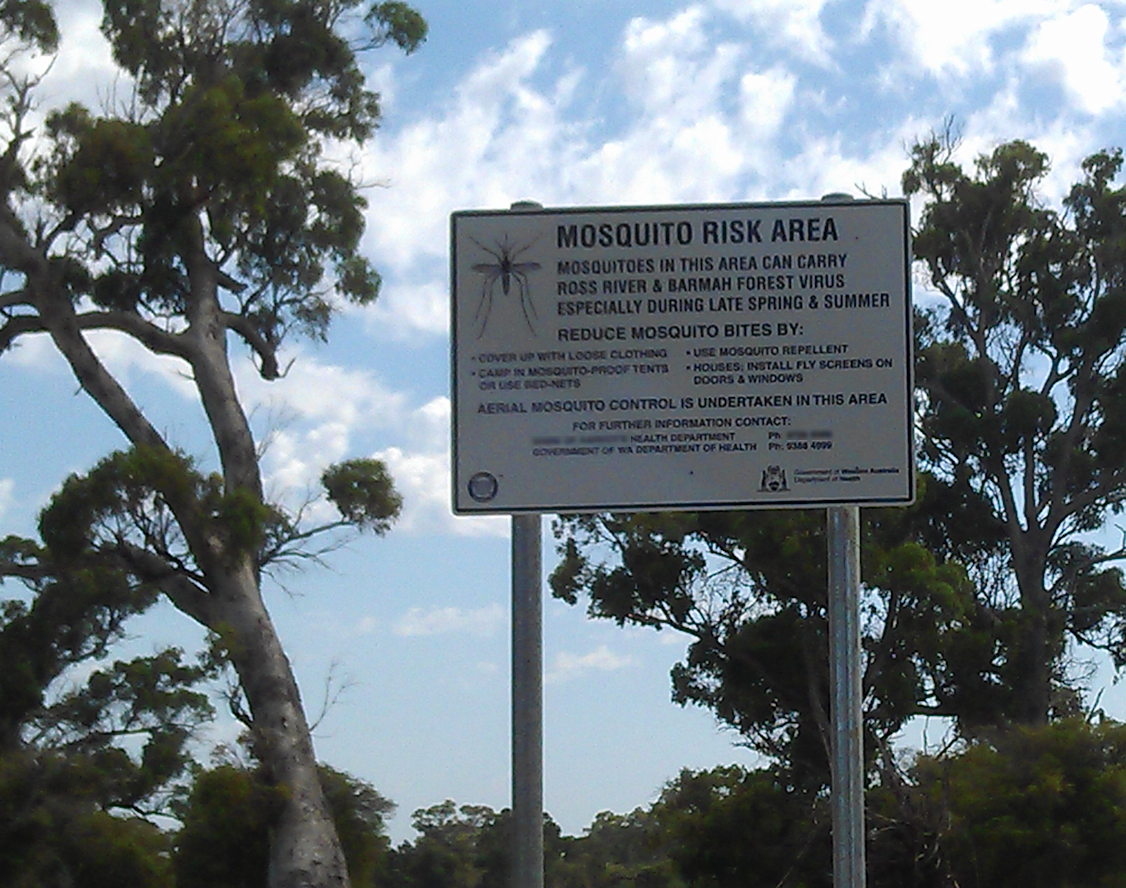 MOSQUITO RISK AREA
MOSQUITOES IN THIS AREA CAN CARRY
ROSS RIVER & BARMAH FOREST VIRUS
ESPECIALLY DURING LATE SPRING & SUMMER
REDUCE MOSQUITO BITES BY:
• COVER UP WITH LOOSE CLOTHING
• CAMP IN MOSQUITO-PROOF TENTS
OR USE BED-NETS
• USE MOSQUITO REPELLENT
• HOUSES; INSTALL FLY SCREENS ON
DOORS & WINDOWS
AERIAL MOSQUITO CONTROL IS UNDERTAKEN IN THIS AREA
FOR FURTHER INFORMATION CONTACT:
HEALTH DEPARTMENT Ph
GOVERNMENT OF WA DEPARTMENT OF HEALTH Ph: 9388 4999
Government of Western Australia
Department of Health